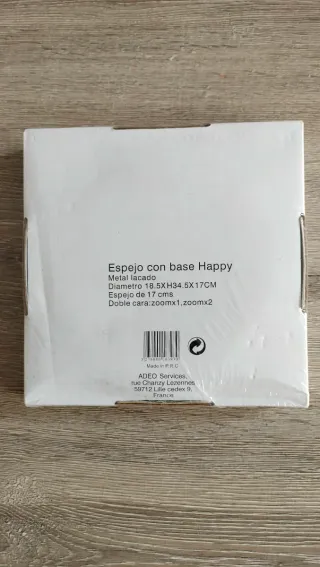 Espejo con base Happy
Metal lacado
Diametro 18.5XH34.5X17CM
Espejo de 17 cms
Doble cara:zoomx1,zoomx2
Made in P.R.C
ADEO Services,
rue Chanzy Lezennes
59712 Lille cedex 9,
France